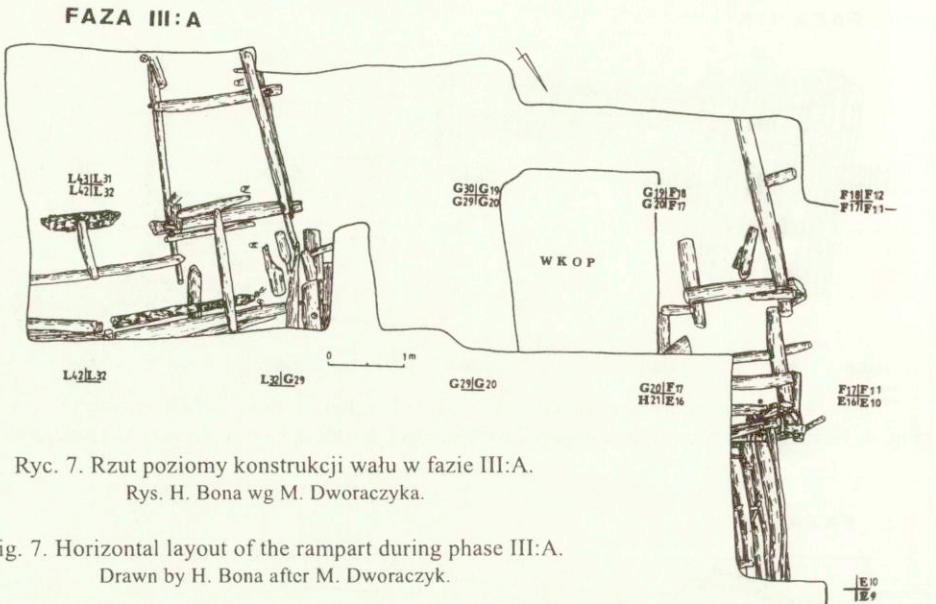 FAZA III:A
L43|L31
L42|L32
G30|G19
G29|G20
G19|F18
G20|F17
F18|F12
F17|F11
WKOP
0 1m
L42|L32
L32|G29
G29|G20
G20|F17
H21|E16
F17|F11
E16|E10
Ryc. 7. Rzut poziomy konstrukcji wału w fazie III:A.
Rys. H. Bona wg M. Dworaczyka.
ig. 7. Horizontal layout of the rampart during phase III:A.
Drawn by H. Bona after M. Dworaczyk.
E10